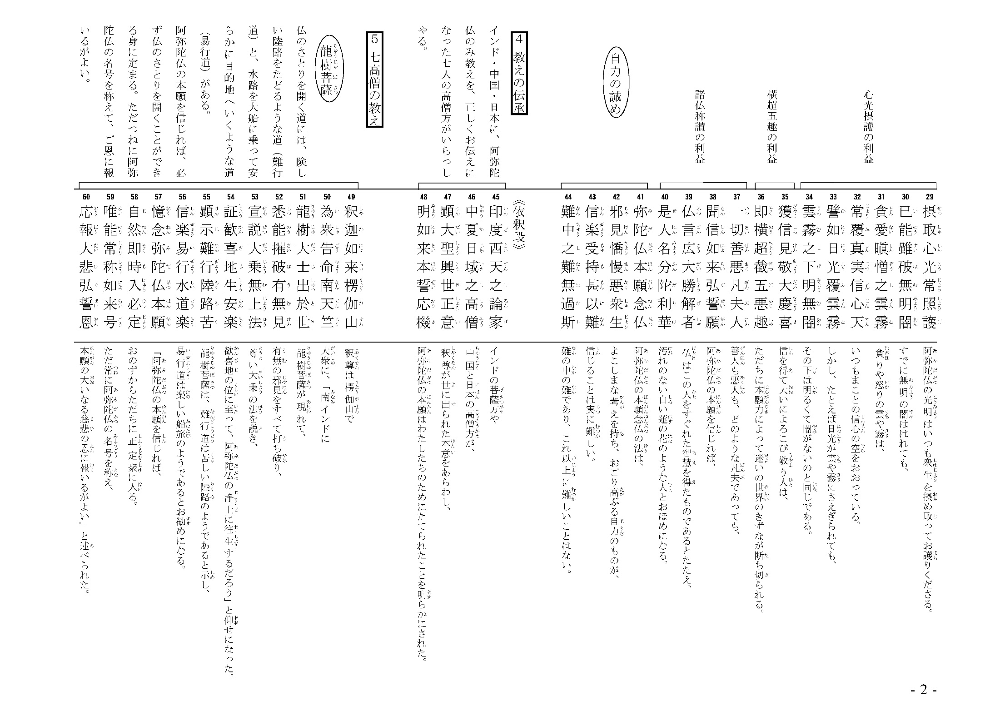 心光摂護の利益
横超五趣の利益
諸仏称讃の利益
自力の誡め
4 教えの伝承
インド・中国・日本に、阿弥陀
仏のみ教えを、正しくお伝えに
なった七人の高僧方がいらっし
ゃる。
5 七高僧の教え
龍樹菩薩
仏のさとりを開く道には、険し
い陸路をたどるような道（難行
道）と、水路を大船に乗って安
らかに目的地へいくような道
（易行道）がある。
阿弥陀仏の本願を信じれば、必
ず仏のさとりを開くことができ
る身に定まる。ただつねに阿弥
陀仏の名号を称えて、ご恩に報
いるがよい。
29 摂取心光常照護
30 已能雖破無明闇
31 貪愛瞋憎之雲霧
32 常覆真実信心天
33 譬如日光覆雲霧
34 雲霧之下明無闇
35 獲信見敬大慶喜
36 即横超截五悪趣
37 一切善悪凡夫人
38 聞信如来弘誓願
39 仏言広大勝解者
40 是人名分陀利華
41 弥陀仏本願念仏
42 邪見憍慢悪衆生
43 信楽受持甚以難
44 難中之難無過斯
《依釈段》
45 印度西天之論家
46 中夏日域之高僧
47 顕大聖興世正意
48 明如来本誓応機
49 釈迦如来楞伽山
50 為衆告命南天竺
51 龍樹大士出於世
52 悉能摧破有無見
53 宣説大乗無上法
54 証歓喜地生安楽
55 顕示難行陸路苦
56 信楽易行水道楽
57 憶念弥陀仏本願
58 自然即時入必定
59 唯能常称如来号
60 応報大悲弘誓恩
阿弥陀仏の光明はいつも衆生を摂め取ってお護りくださる。
すでに無明の闇ははれても、
貪りや怒りの雲や霧は、
いつもまことの信心の空をおおっている。
しかし、たとえば日光が雲や霧にさえぎられても、
その下は明るくて闇がないのと同じである。
信を得て大いによろこび敬う人は、
ただちに本願力によって迷いの世界のきずなが断ち切られる。
善人も悪人も、どのような凡夫であっても、
阿弥陀仏の本願を信じれば、
仏はこの人をすぐれた智慧を得たものであるとたたえ、
汚れのない白い蓮の花のような人とおほめになる。
阿弥陀仏の本願念仏の法は、
よこしまな考えを持ち、おごり高ぶる自力のものが、
信じることは実に難しい。
難の中の難であり、これ以上に難しいことはない。
インドの菩薩方や
中国と日本の高僧方が、
釈尊が世に出られた本意をあらわし、
阿弥陀仏の本願はわたしたちのためにたてられたことを明らかにされた。
釈尊は楞伽山で
大衆に、「南インドに
龍樹菩薩が現れて、
有無の邪見をすべて打ち破り、
尊い大乗の法を説き、
歓喜地の位に至って、阿弥陀仏の浄土に往生するだろう」と仰せになった。
龍樹菩薩は、難行道は苦しい陸路のようであると示し、
易行道は楽しい船旅のようであるとお勧めになる。
「阿弥陀仏の本願を信じれば、
おのずからただちに正定聚に入る。
ただ常に阿弥陀仏の名号を称え、
本願の大いなる慈悲の恩に報いるがよい」と述べられた。
- 2 -